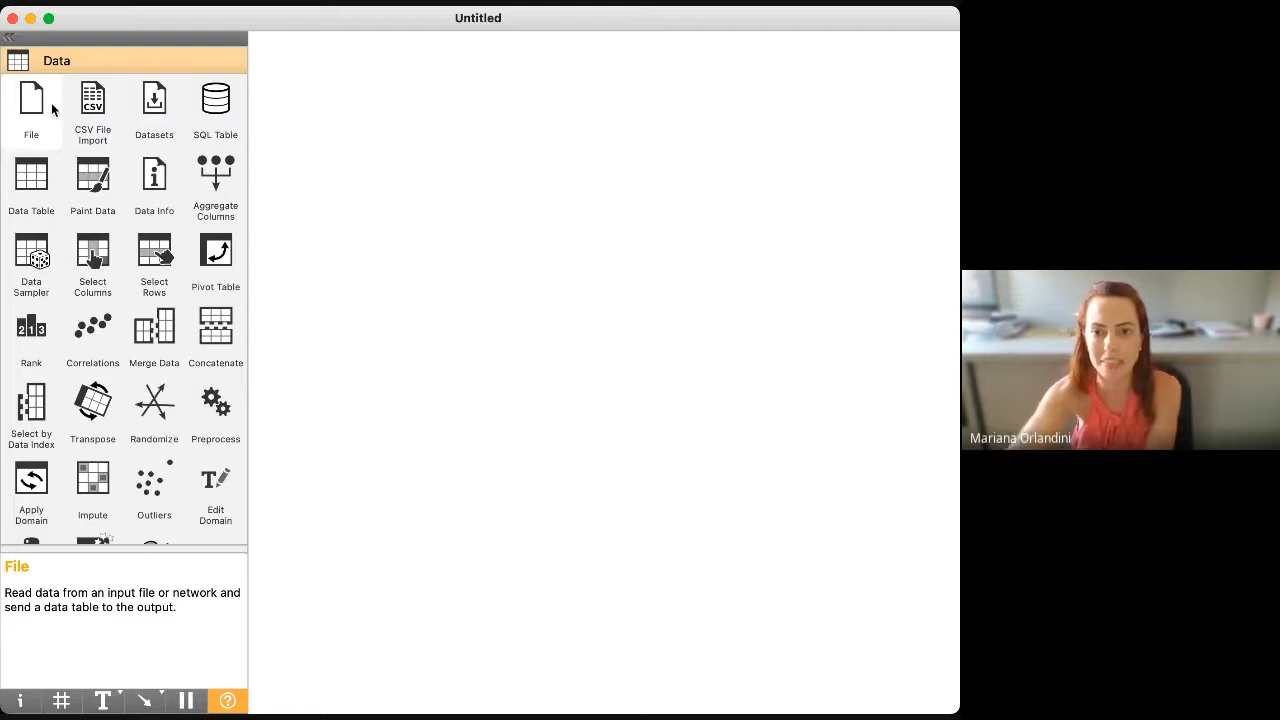 Untitled
Data
File
CSV File
Import
CSV
Datasets
SQL Table
Data Table
Paint Data
Data Info
Aggregate
Columns
Data
Sampler
Select
Columns
Select
Rows
Pivot Table
2 1 3
Rank
Correlations
Merge Data
Concatenate
Select by
Data Index
Transpose
Randomize
Preprocess
Apply
Domain
Impute
Outliers
T
Edit
Domain
File
Read data from an input file or network and
send a data table to the output.
i # T ?
Mariana Orlandini